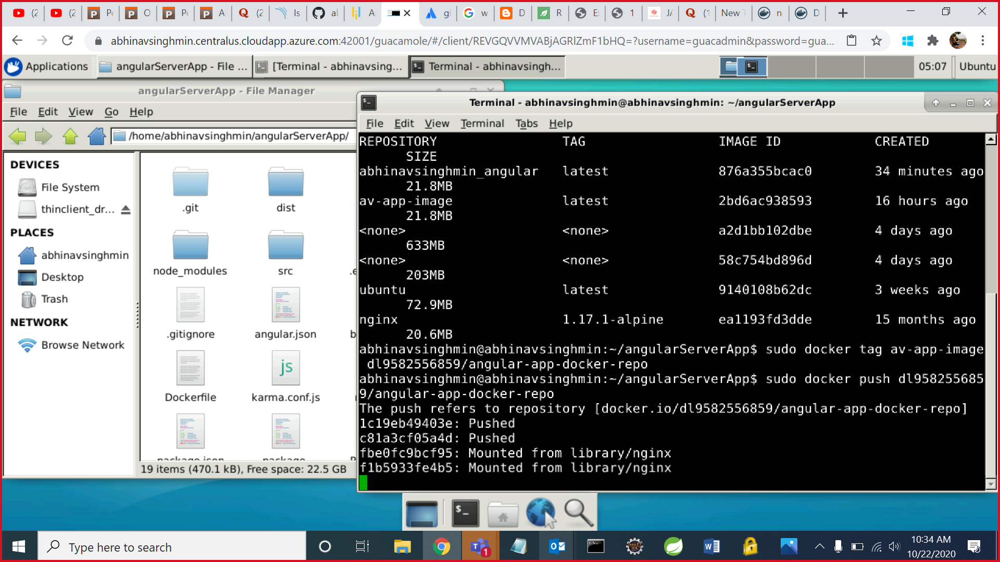 (2
(2
Pe
O
Pe
A
(2
Is
al
A
gi
w
D
R
E
1
JA
(1
New T
n
D
abhinavsinghmin.centralus.cloudapp.azure.com:42001/guacamole/#/client/REVGQVVMVABjAGRlZmF1bHQ=?username=guacadmin&password=gua...
Applications
angularServerApp - File ...
[Terminal - abhinavsing...
Terminal - abhinavsingh...
05:07
Ubuntu
angularServerApp - File Manager
File Edit View Go Help
/home/abhinavsinghmin/angularServerApp/
DEVICES
File System
thinclient_dr...
PLACES
abhinavsinghmin
Desktop
Trash
NETWORK
Browse Network
.git
dist
node_modules
src
.e
.gitignore
angular.json
b
Dockerfile
js
karma.conf.js
package.json
package
19 items (470.1 kB), Free space: 22.5 GB
Terminal - abhinavsinghmin@abhinavsinghmin: ~/angularServerApp
File Edit View Terminal Tabs Help
REPOSITORY TAG IMAGE ID CREATED
SIZE
abhinavsinghmin_angular latest 876a355bcac0 34 minutes ago
21.8MB
av-app-image latest 2bd6ac938593 16 hours ago
21.8MB
<none> <none> a2d1bb102dbe 4 days ago
633MB
<none> <none> 58c754bd896d 4 days ago
203MB
ubuntu latest 9140108b62dc 3 weeks ago
72.9MB
nginx 1.17.1-alpine ea1193fd3dde 15 months ago
20.6MB
abhinavsinghmin@abhinavsinghmin:~/angularServerApp$ sudo docker tag av-app-image
dl9582556859/angular-app-docker-repo
abhinavsinghmin@abhinavsinghmin:~/angularServerApp$ sudo docker push dl958255685
9/angular-app-docker-repo
The push refers to repository [docker.io/dl9582556859/angular-app-docker-repo]
1c19eb49403e: Pushed
c81a3cf05a4d: Pushed
fbe0fc9bcf95: Mounted from library/nginx
f1b5933fe4b5: Mounted from library/nginx
Type here to search
1
10:34 AM
10/22/2020